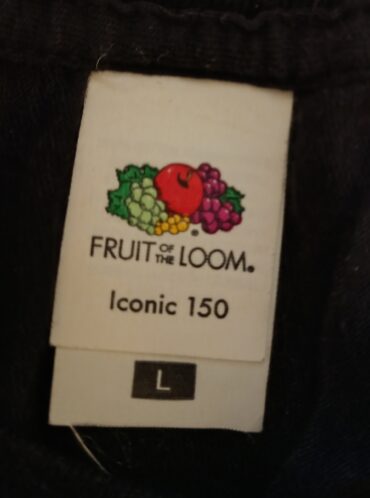 FRUIT OF THE LOOM.
Iconic 150
L